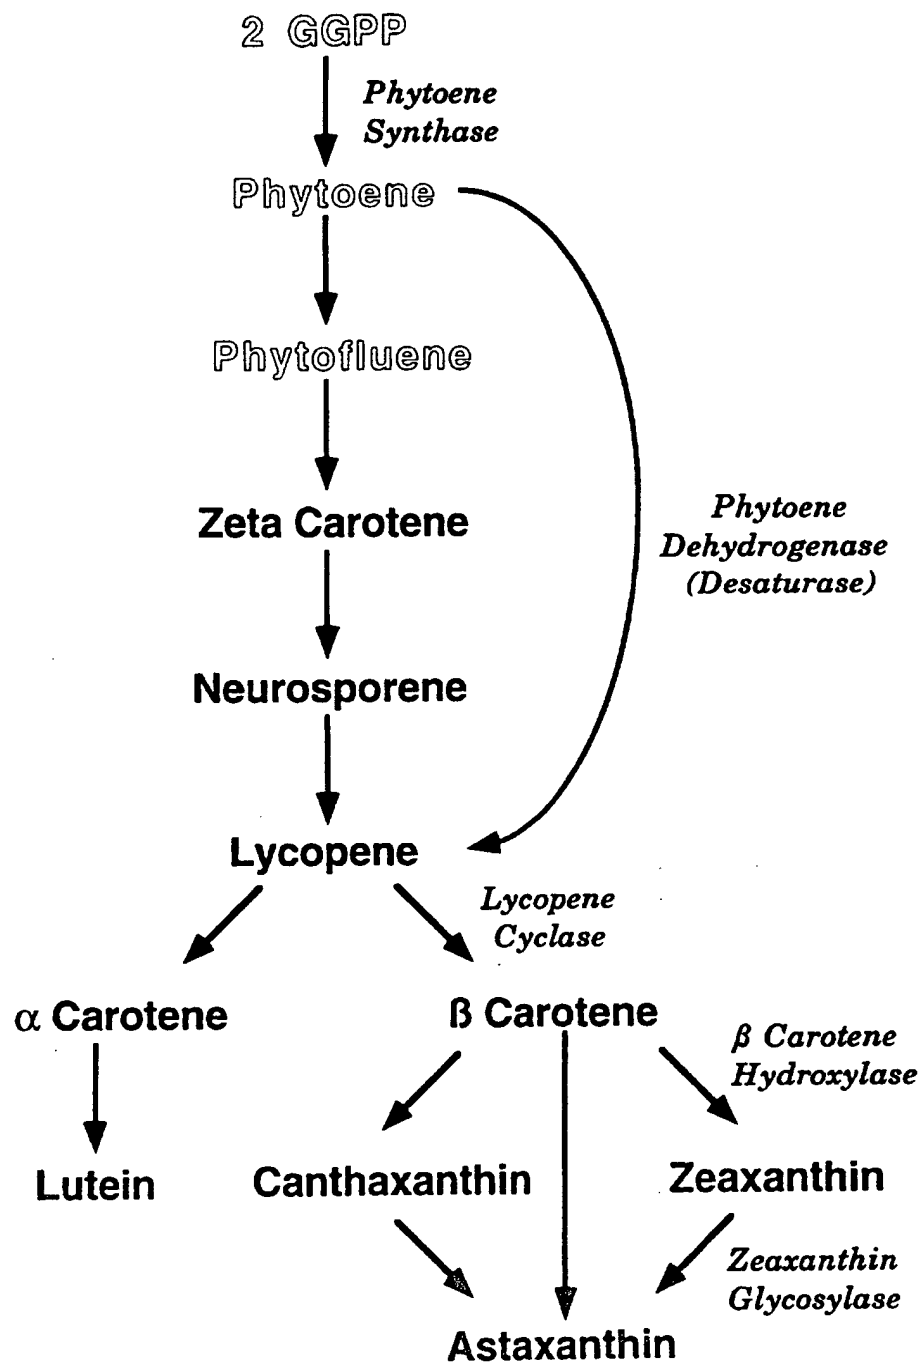 2 GGPP
Phytoene
Synthase
Phytoene
Phytofluene
Zeta Carotene
Phytoene
Dehydrogenase
(Desaturase)
Neurosporene
Lycopene
Lycopene
Cyclase
α Carotene
ß Carotene
β Carotene
Hydroxylase
Lutein
Canthaxanthin
Zeaxanthin
Zeaxanthin
Glycosylase
Astaxanthin